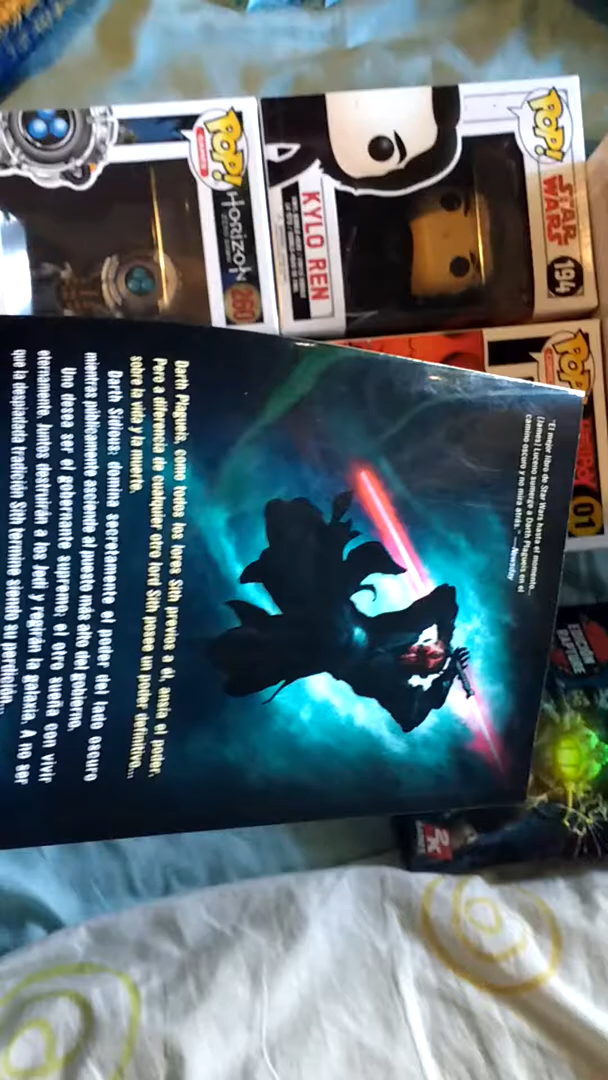 "El mejor libro de Star Wars hasta el momento...
(James) Luceno sumerge a Darth Plagueis en el
camino oscuro y no mira atrás." —Newsday
Darth Plagueis, como todos los lores Sith previos a él, ansía el poder.
Pero a diferencia de cualquier otro lord Sith posee un poder definitivo...
sobre la vida y la muerte.
Darth Sidious: domina secretamente el poder del lado oscuro
mientras públicamente asciende al puesto más alto del gobierno.
Uno desea ser el gobernante supremo, el otro sueña con vivir
eternamente. Juntos destruirán a los Jedi y regirán la galaxia. A no ser
que la despiadada tradición Sith termine siendo su perdición...
POP!
STAR
WARS
194
KYLO REN
POP!
GAMES
HORIZON
260
POP!
01
2K
GAMES